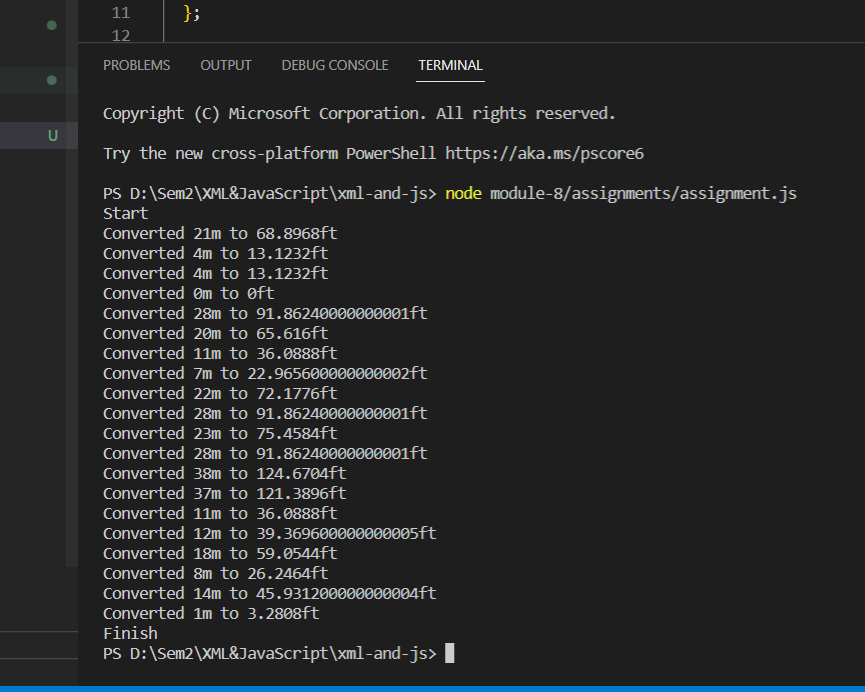 11 };
12
PROBLEMS OUTPUT DEBUG CONSOLE TERMINAL
Copyright (C) Microsoft Corporation. All rights reserved.
Try the new cross-platform PowerShell https://aka.ms/pscore6
U
PS D:\Sem2\XML&JavaScript\xml-and-js> node module-8/assignments/assignment.js
Start
Converted 21m to 68.8968ft
Converted 4m to 13.1232ft
Converted 4m to 13.1232ft
Converted 0m to 0ft
Converted 28m to 91.86240000000001ft
Converted 20m to 65.616ft
Converted 11m to 36.0888ft
Converted 7m to 22.965600000000002ft
Converted 22m to 72.1776ft
Converted 28m to 91.86240000000001ft
Converted 23m to 75.4584ft
Converted 28m to 91.86240000000001ft
Converted 38m to 124.6704ft
Converted 37m to 121.3896ft
Converted 11m to 36.0888ft
Converted 12m to 39.369600000000005ft
Converted 18m to 59.0544ft
Converted 8m to 26.2464ft
Converted 14m to 45.931200000000004ft
Converted 1m to 3.2808ft
Finish
PS D:\Sem2\XML&JavaScript\xml-and-js>